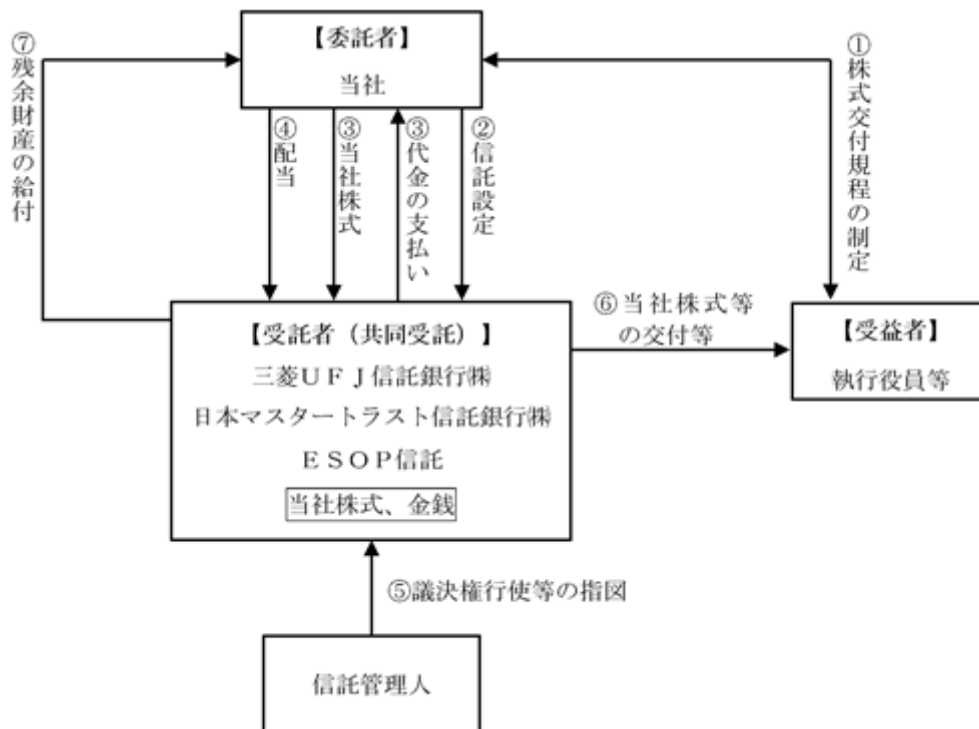 ⑦残余財産の給付
【委託者】
当社
①株式交付規程の制定
④配当
③当社株式
③代金の支払い
②信託設定
【受託者（共同受託）】
三菱ＵＦＪ信託銀行㈱
日本マスタートラスト信託銀行㈱
ＥＳＯＰ信託
当社株式、金銭
⑥当社株式等
の交付等
【受益者】
執行役員等
⑤議決権行使等の指図
信託管理人